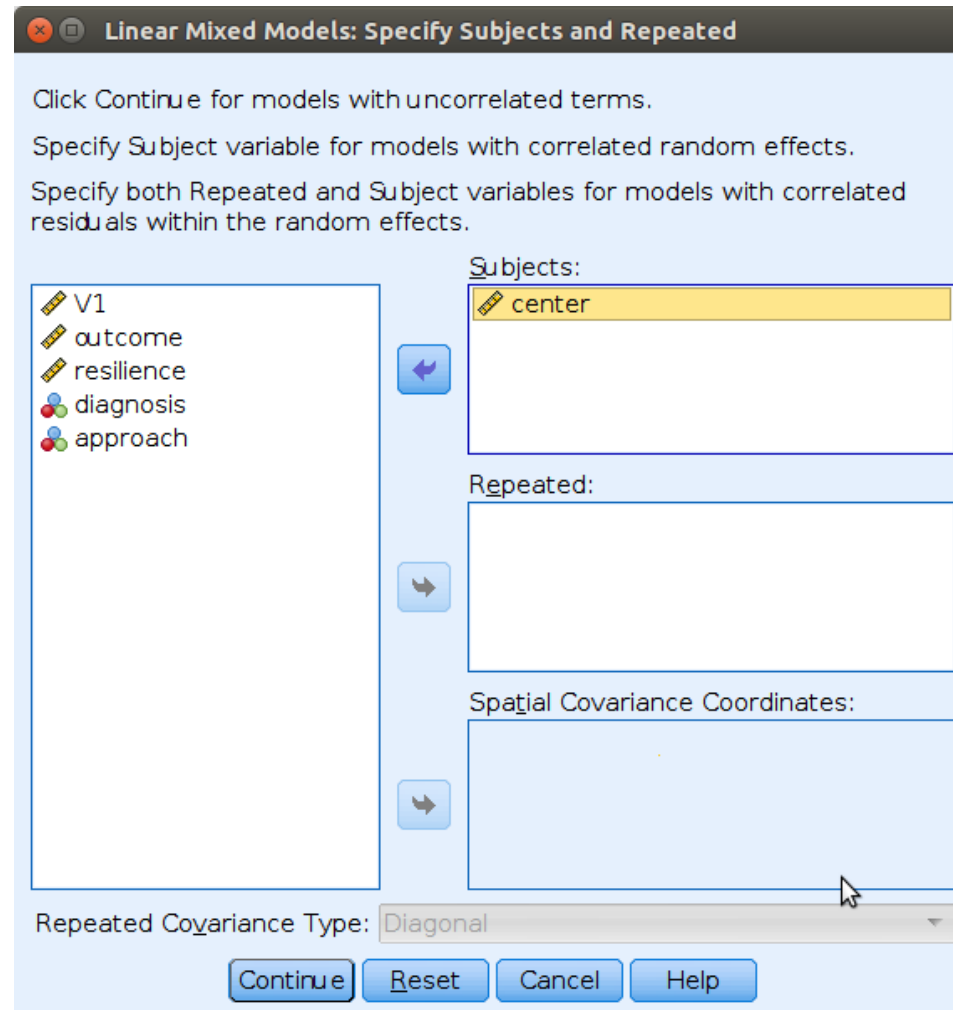 Linear Mixed Models: Specify Subjects and Repeated
Click Continue for models with uncorrelated terms.
Specify Subject variable for models with correlated random effects.
Specify both Repeated and Subject variables for models with correlated
residuals within the random effects.
Subjects:
V1
outcome
resilience
diagnosis
approach
center
Repeated:
Spatial Covariance Coordinates:
Repeated Covariance Type: Diagonal
Continue Reset Cancel Help